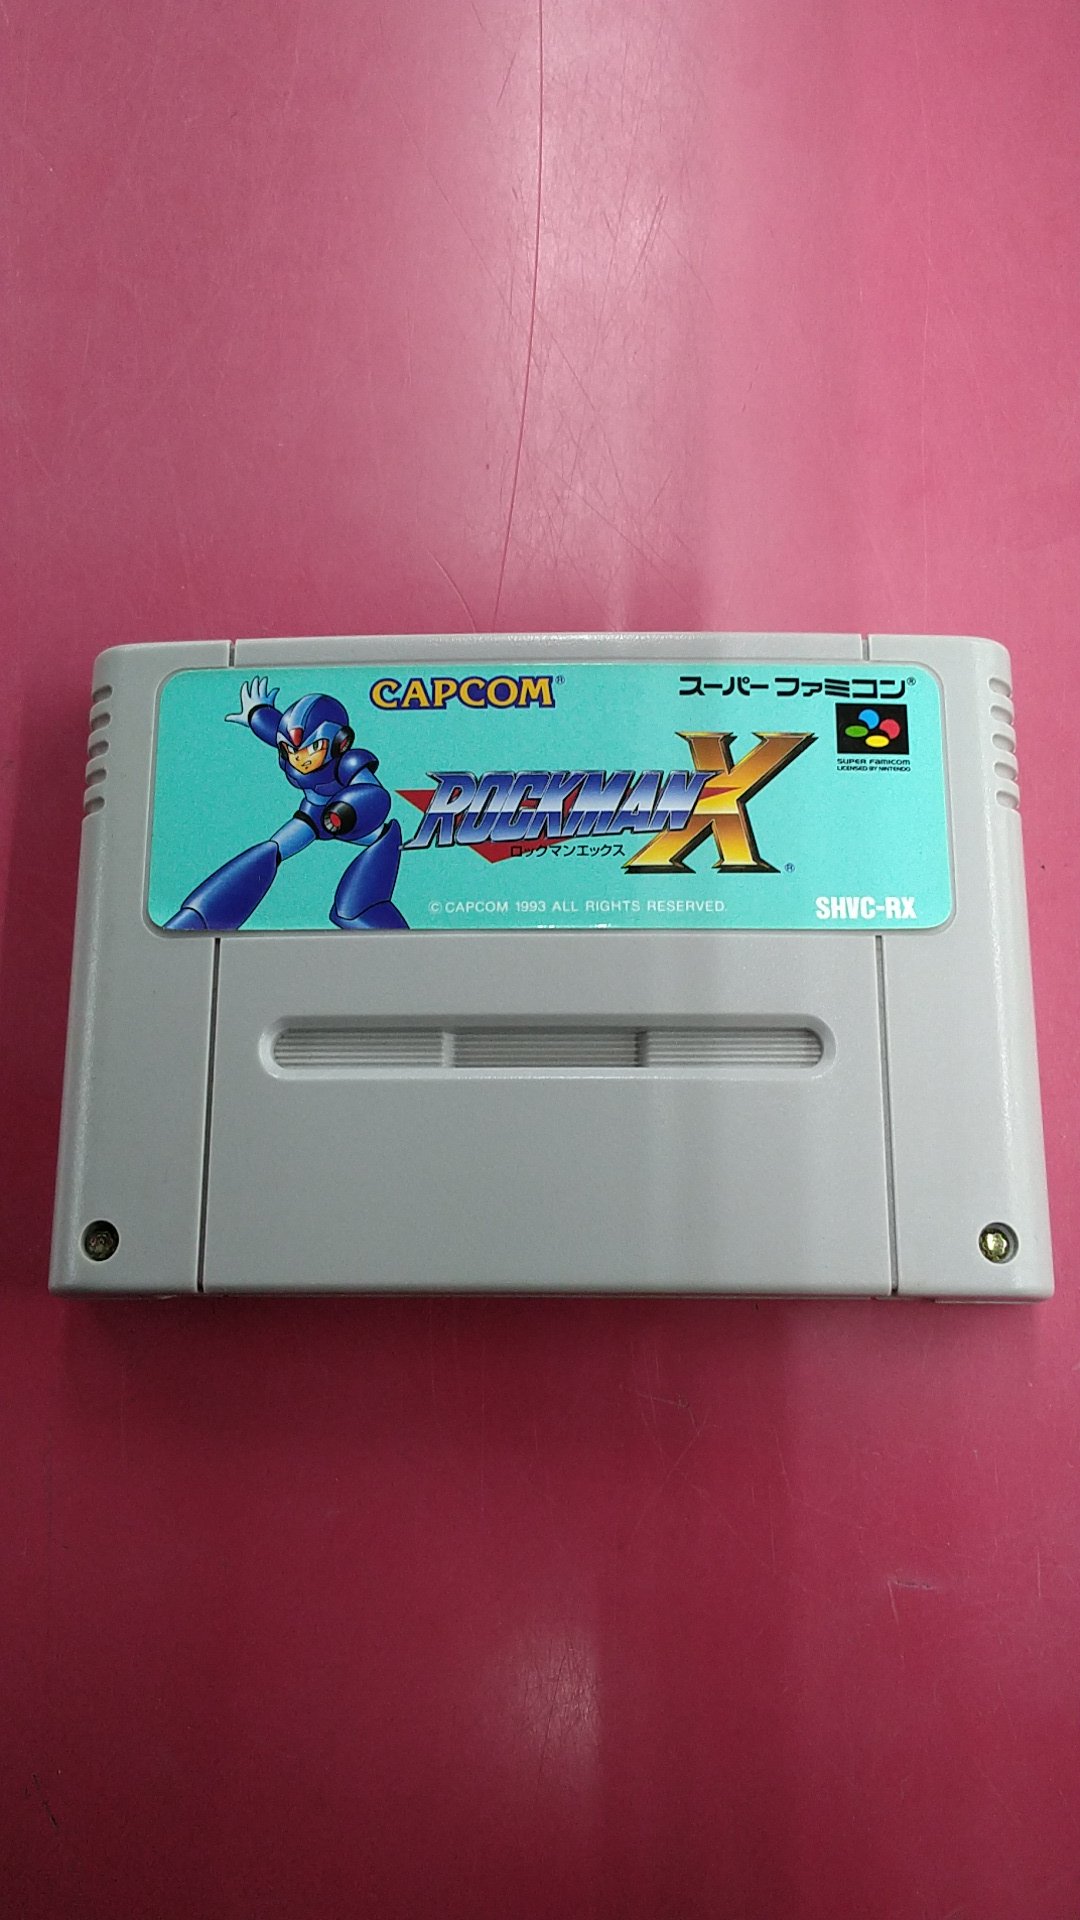 CAPCOM®
スーパーファミコン®
SUPER FAMICOM
LICENSED BY NINTENDO
ROCKMAN X®
ロックマンエックス
© CAPCOM 1993 ALL RIGHTS RESERVED.
SHVC-RX